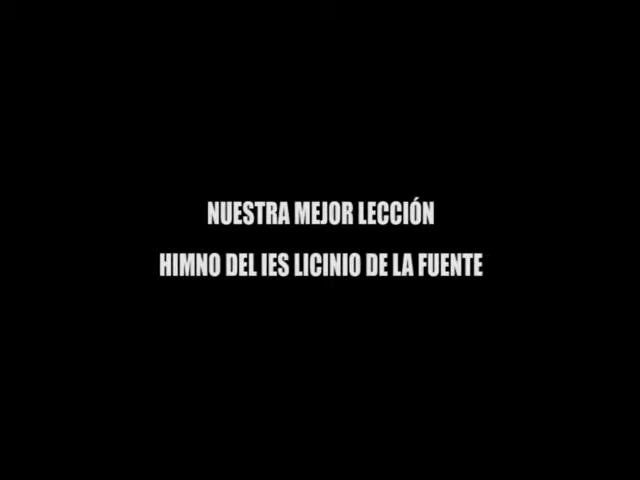 NUESTRA MEJOR LECCIÓN
HIMNO DEL IES LICINIO DE LA FUENTE